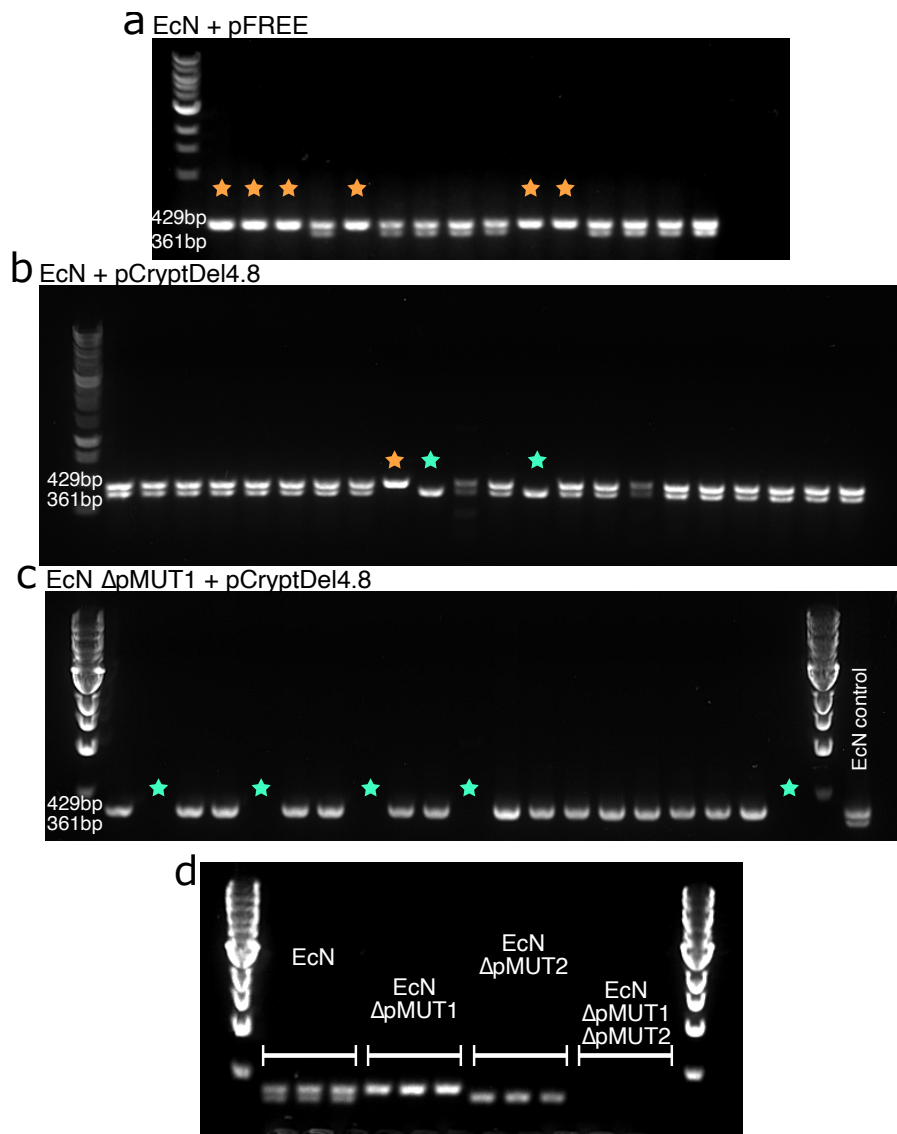 a EcN + pFREE
429bp
361bp
b EcN + pCryptDel4.8
429bp
361bp
c EcN ΔpMUT1 + pCryptDel4.8
EcN control
429bp
361bp
d
EcN
EcN
ΔpMUT1
EcN
ΔpMUT2
EcN
ΔpMUT1
ΔpMUT2